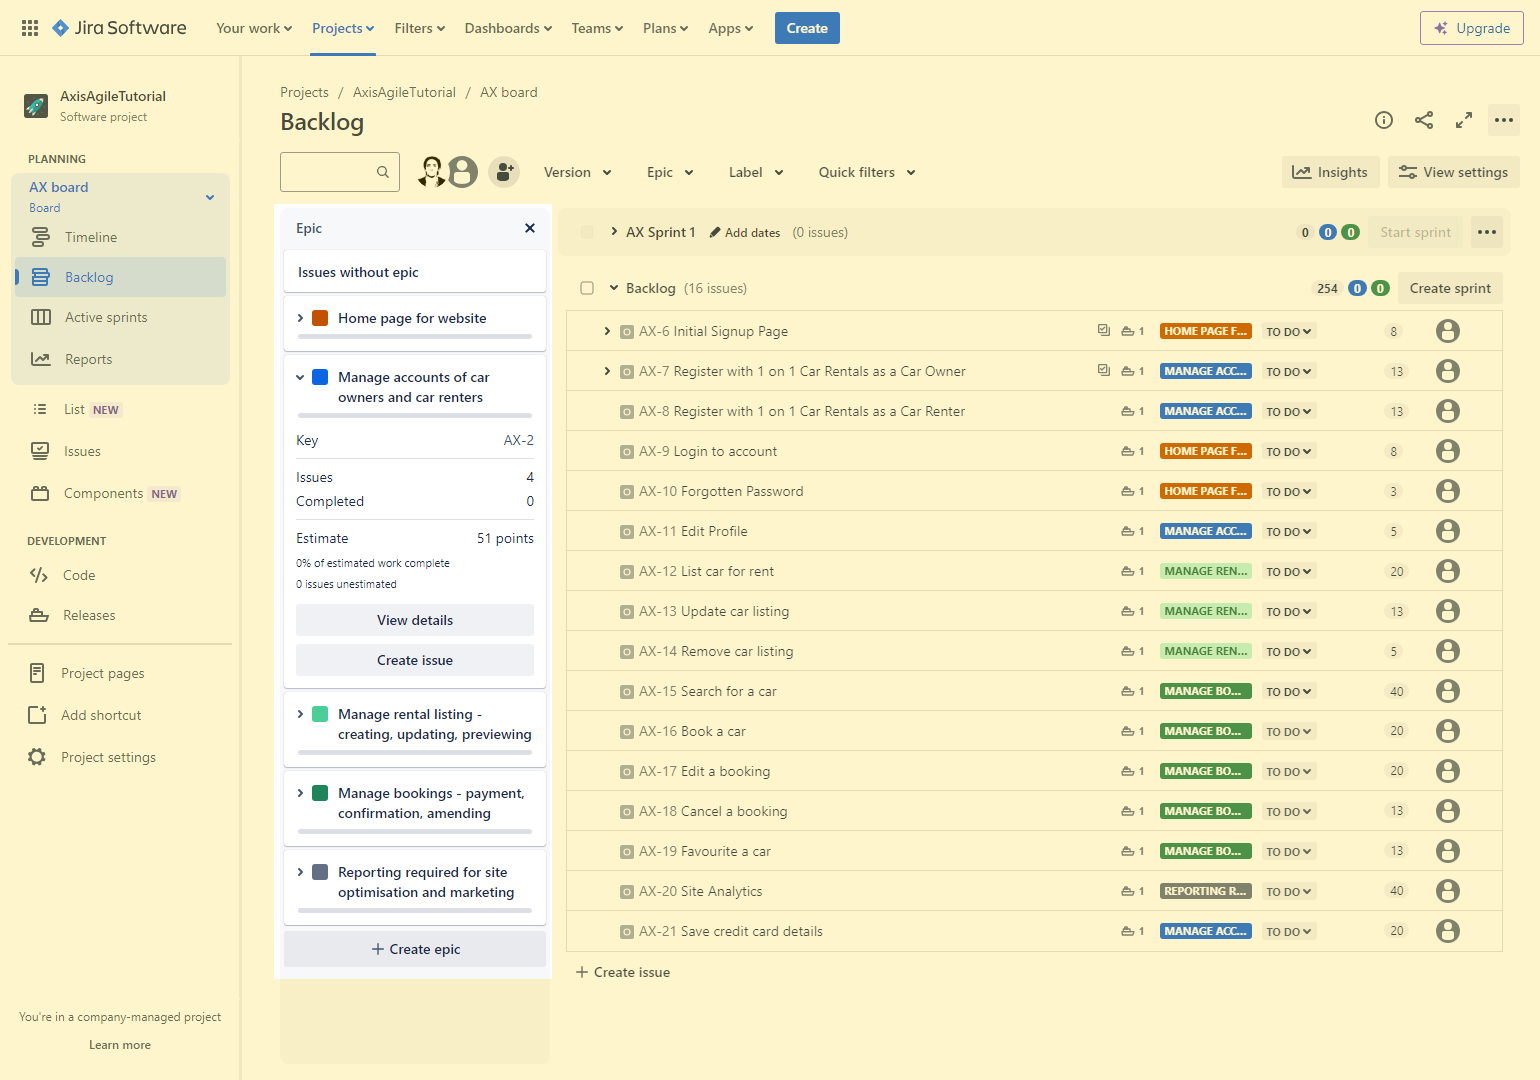 Jira Software
Your work
Projects
Filters
Dashboards
Teams
Plans
Apps
Create
Upgrade
AxisAgileTutorial
Software project
PLANNING
AX board
Board
Timeline
Backlog
Active sprints
Reports
List NEW
Issues
Components NEW
DEVELOPMENT
Code
Releases
Project pages
Add shortcut
Project settings
You're in a company-managed project
Learn more
Projects / AxisAgileTutorial / AX board
Backlog
Version
Epic
Label
Quick filters
Insights
View settings
Epic
Issues without epic
Home page for website
Manage accounts of car
owners and car renters
Key AX-2
Issues 4
Completed 0
Estimate 51 points
0% of estimated work complete
0 issues unestimated
View details
Create issue
Manage rental listing -
creating, updating, previewing
Manage bookings - payment,
confirmation, amending
Reporting required for site
optimisation and marketing
Create epic
AX Sprint 1 Add dates (0 issues) 0 0 0 Start sprint
Backlog (16 issues) 254 0 0 Create sprint
AX-6 Initial Signup Page 1 HOME PAGE F... TO DO 8
AX-7 Register with 1 on 1 Car Rentals as a Car Owner 1 MANAGE ACC... TO DO 13
AX-8 Register with 1 on 1 Car Rentals as a Car Renter 1 MANAGE ACC... TO DO 13
AX-9 Login to account 1 HOME PAGE F... TO DO 8
AX-10 Forgotten Password 1 HOME PAGE F... TO DO 3
AX-11 Edit Profile 1 MANAGE ACC... TO DO 5
AX-12 List car for rent 1 MANAGE REN... TO DO 20
AX-13 Update car listing 1 MANAGE REN... TO DO 13
AX-14 Remove car listing 1 MANAGE REN... TO DO 5
AX-15 Search for a car 1 MANAGE BO... TO DO 40
AX-16 Book a car 1 MANAGE BO... TO DO 20
AX-17 Edit a booking 1 MANAGE BO... TO DO 20
AX-18 Cancel a booking 1 MANAGE BO... TO DO 13
AX-19 Favourite a car 1 MANAGE BO... TO DO 13
AX-20 Site Analytics 1 REPORTING R... TO DO 40
AX-21 Save credit card details 1 MANAGE ACC... TO DO 20
Create issue